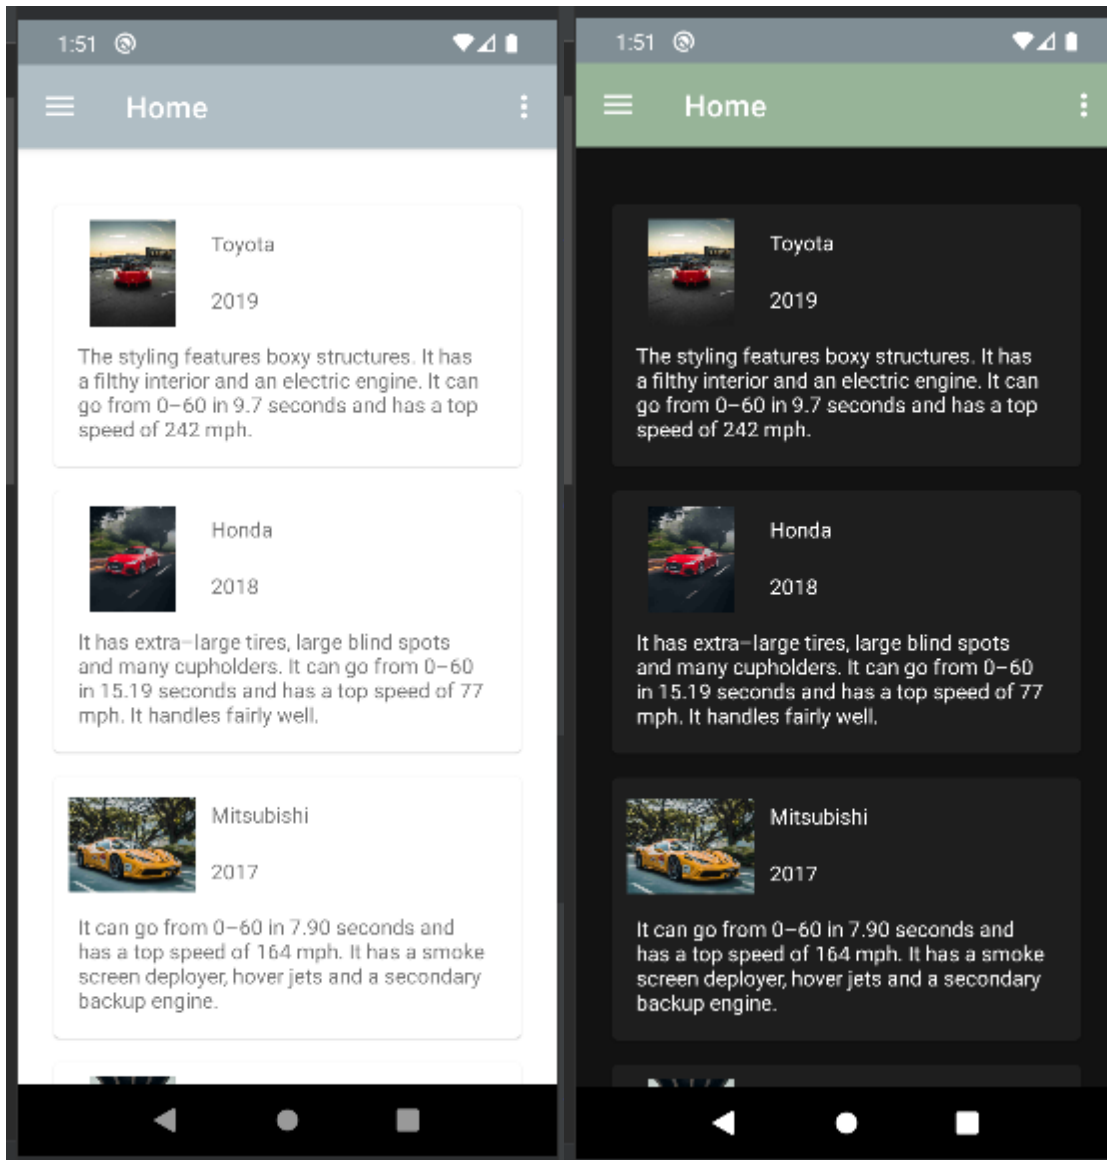 1:51
Home
Toyota
2019
The styling features boxy structures. It has
a filthy interior and an electric engine. It can
go from 0–60 in 9.7 seconds and has a top
speed of 242 mph.
Honda
2018
It has extra–large tires, large blind spots
and many cupholders. It can go from 0–60
in 15.19 seconds and has a top speed of 77
mph. It handles fairly well.
Mitsubishi
2017
It can go from 0–60 in 7.90 seconds and
has a top speed of 164 mph. It has a smoke
screen deployer, hover jets and a secondary
backup engine.
1:51
Home
Toyota
2019
The styling features boxy structures. It has
a filthy interior and an electric engine. It can
go from 0–60 in 9.7 seconds and has a top
speed of 242 mph.
Honda
2018
It has extra–large tires, large blind spots
and many cupholders. It can go from 0–60
in 15.19 seconds and has a top speed of 77
mph. It handles fairly well.
Mitsubishi
2017
It can go from 0–60 in 7.90 seconds and
has a top speed of 164 mph. It has a smoke
screen deployer, hover jets and a secondary
backup engine.